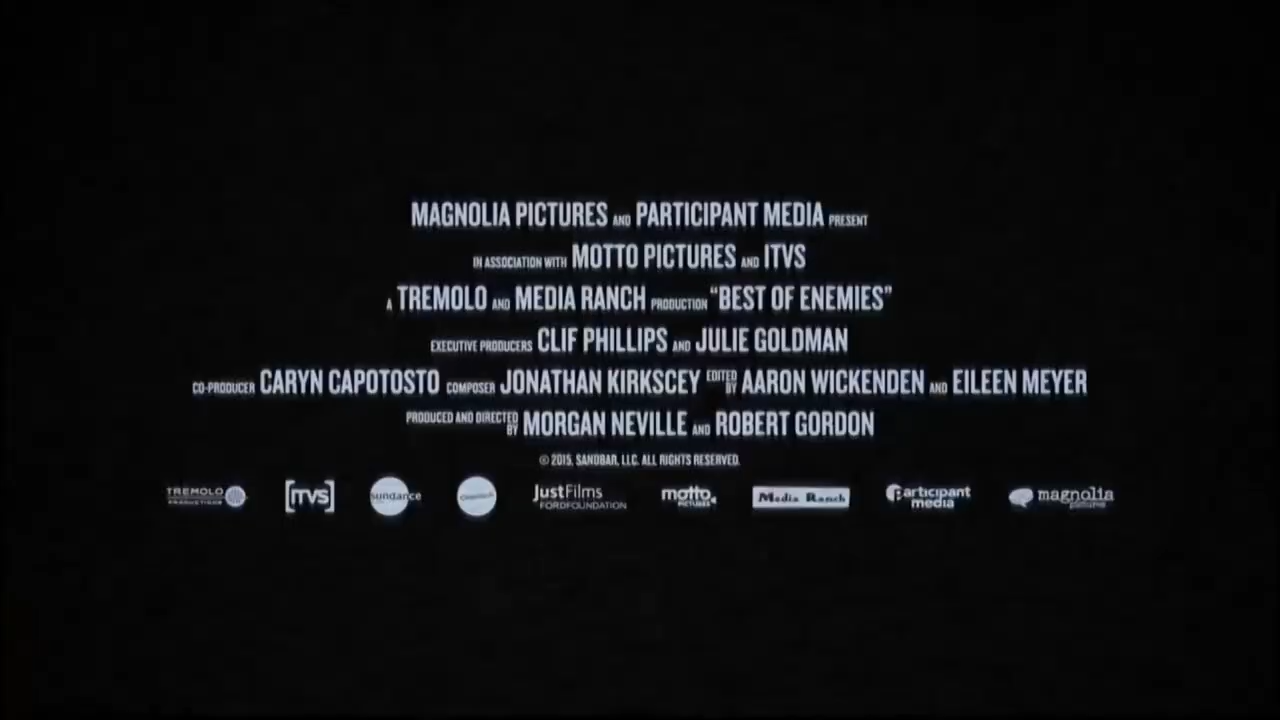 MAGNOLIA PICTURES AND PARTICIPANT MEDIA PRESENT
IN ASSOCIATION WITH MOTTO PICTURES AND ITVS
A TREMOLO AND MEDIA RANCH PRODUCTION "BEST OF ENEMIES"
EXECUTIVE PRODUCERS CLIF PHILLIPS AND JULIE GOLDMAN
CO-PRODUCER CARYN CAPOTOSTO COMPOSER JONATHAN KIRKSCEY EDITED BY AARON WICKENDEN AND EILEEN MEYER
PRODUCED AND DIRECTED BY MORGAN NEVILLE AND ROBERT GORDON
© 2015, SANDBAR, LLC. ALL RIGHTS RESERVED.
TREMOLO PRODUCTIONS itvs sundance JustFilms motto PICTURES Media Ranch participant magnolia
FORDFOUNDATION media pictures